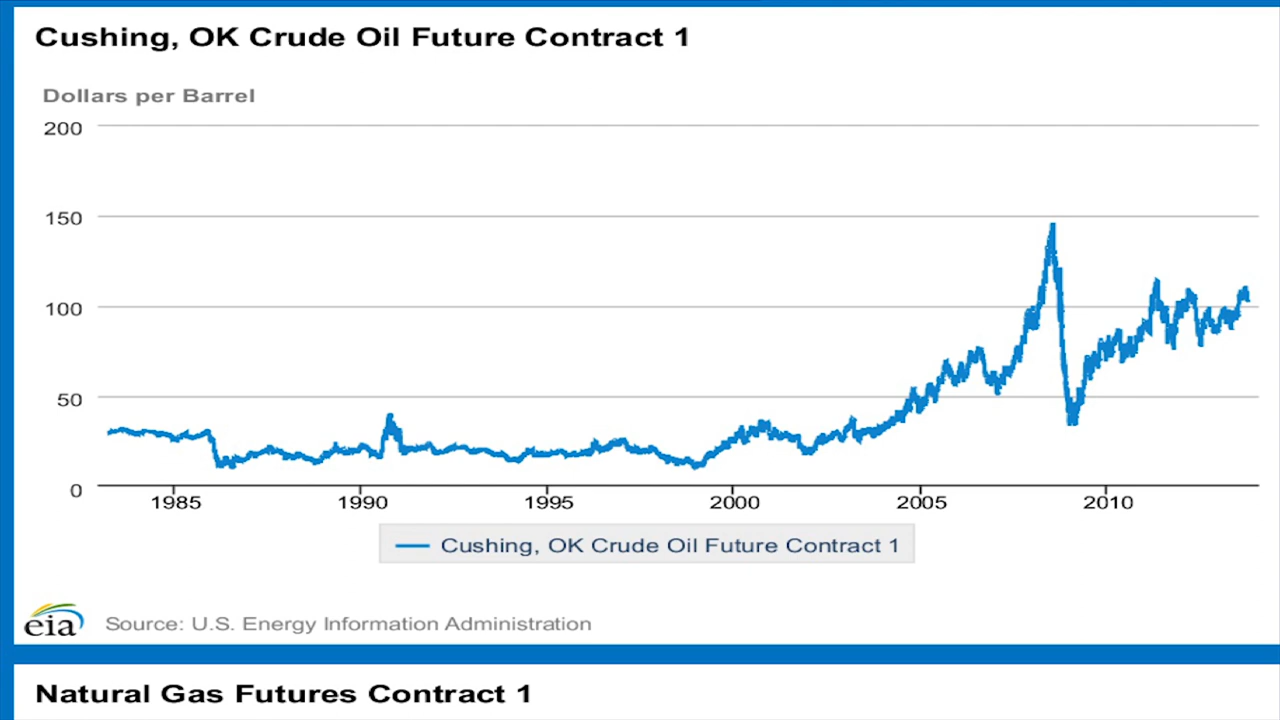 Cushing, OK Crude Oil Future Contract 1
Dollars per Barrel
200
150
100
50
0
1985 1990 1995 2000 2005 2010
Cushing, OK Crude Oil Future Contract 1
eia Source: U.S. Energy Information Administration
Natural Gas Futures Contract 1